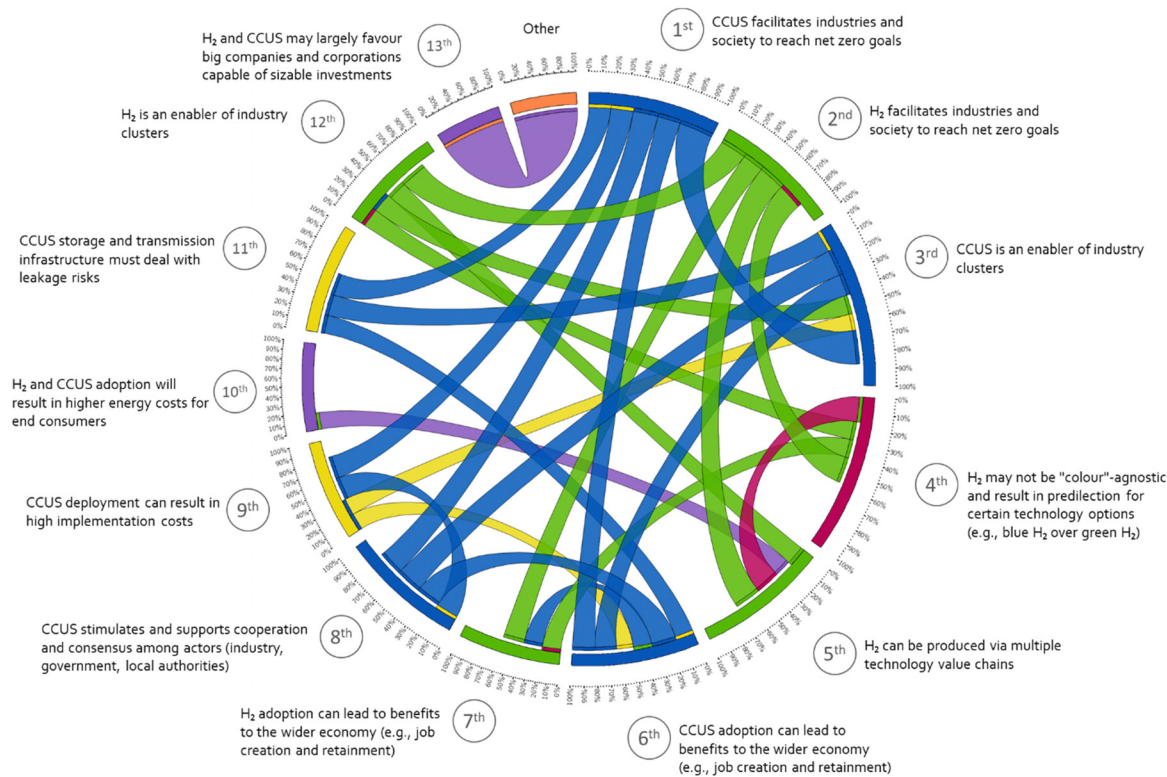 Other
1st
CCUS facilitates industries and
society to reach net zero goals
2nd
H₂ facilitates industries and
society to reach net zero goals
3rd
CCUS is an enabler of industry
clusters
4th
H₂ may not be "colour"-agnostic
and result in predilection for
certain technology options
(e.g., blue H₂ over green H₂)
5th
H₂ can be produced via multiple
technology value chains
6th
CCUS adoption can lead to
benefits to the wider economy
(e.g., job creation and retainment)
7th
H₂ adoption can lead to benefits
to the wider economy (e.g., job
creation and retainment)
8th
CCUS stimulates and supports cooperation
and consensus among actors (industry,
government, local authorities)
9th
CCUS deployment can result in
high implementation costs
10th
H₂ and CCUS adoption will
result in higher energy costs for
end consumers
11th
CCUS storage and transmission
infrastructure must deal with
leakage risks
12th
H₂ is an enabler of industry
clusters
13th
H₂ and CCUS may largely favour
big companies and corporations
capable of sizable investments